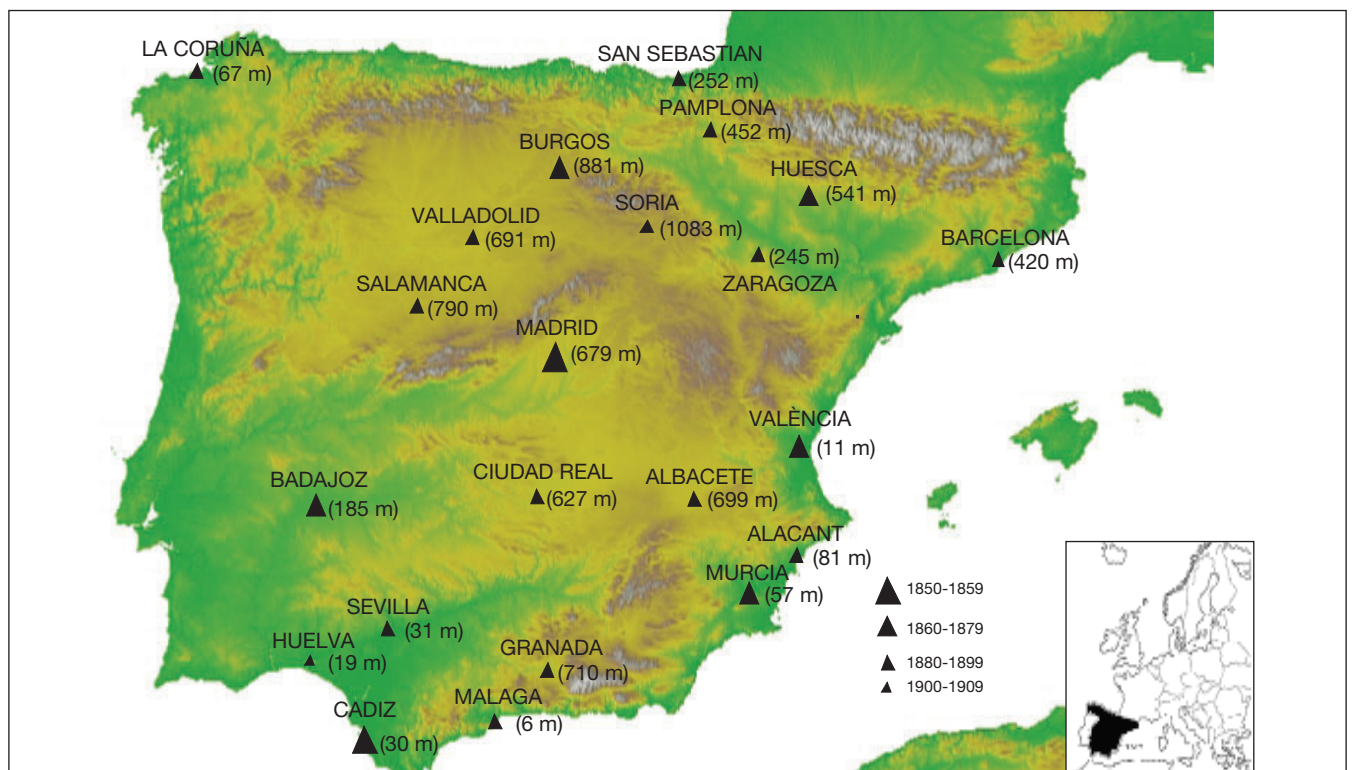 LA CORUÑA
(67 m)
SAN SEBASTIAN
(252 m)
PAMPLONA
(452 m)
BURGOS
(881 m)
HUESCA
(541 m)
SORIA
(1083 m)
VALLADOLID
(691 m)
BARCELONA
(420 m)
(245 m)
ZARAGOZA
SALAMANCA
(790 m)
MADRID
(679 m)
VALÈNCIA
(11 m)
BADAJOZ
(185 m)
CIUDAD REAL
(627 m)
ALBACETE
(699 m)
ALACANT
(81 m)
MURCIA
(57 m)
SEVILLA
(31 m)
HUELVA
(19 m)
GRANADA
(710 m)
MALAGA
(6 m)
CADIZ
(30 m)
1850-1859
1860-1879
1880-1899
1900-1909